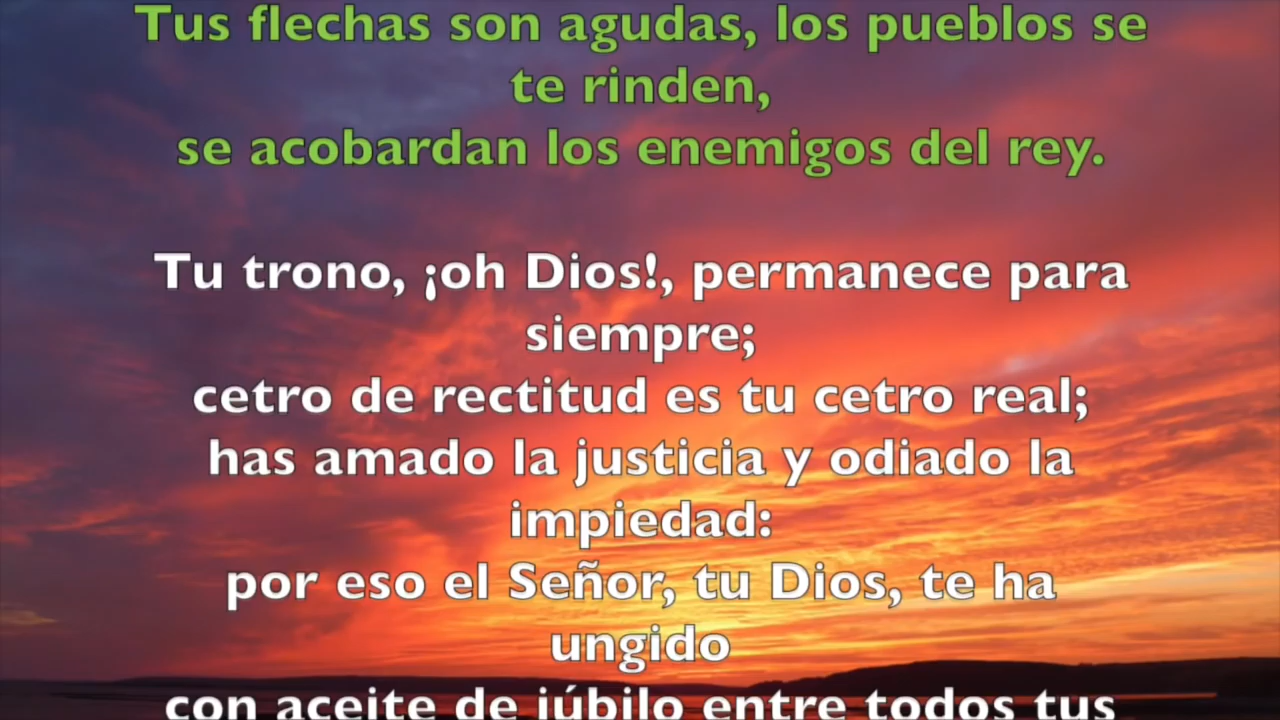 Tus flechas son agudas, los pueblos se
te rinden,
se acobardan los enemigos del rey.
Tu trono, ¡oh Dios!, permanece para
siempre;
cetro de rectitud es tu cetro real;
has amado la justicia y odiado la
impiedad:
por eso el Señor, tu Dios, te ha
ungido
con aceite de júbilo entre todos tus